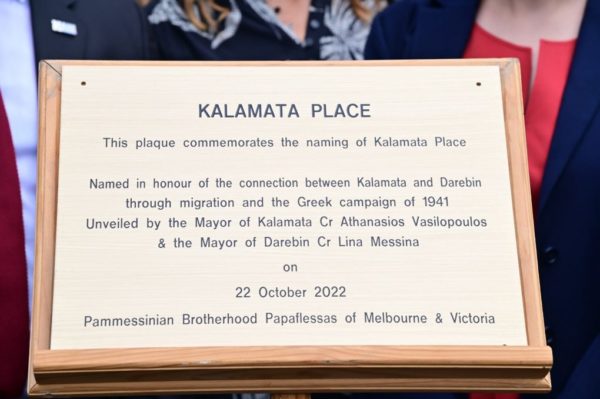 KALAMATA PLACE
This plaque commemorates the naming of Kalamata Place
Named in honour of the connection between Kalamata and Darebin
through migration and the Greek campaign of 1941
Unveiled by the Mayor of Kalamata Cr Athanasios Vasilopoulos
& the Mayor of Darebin Cr Lina Messina
on
22 October 2022
Pammessinian Brotherhood Papaflessas of Melbourne & Victoria